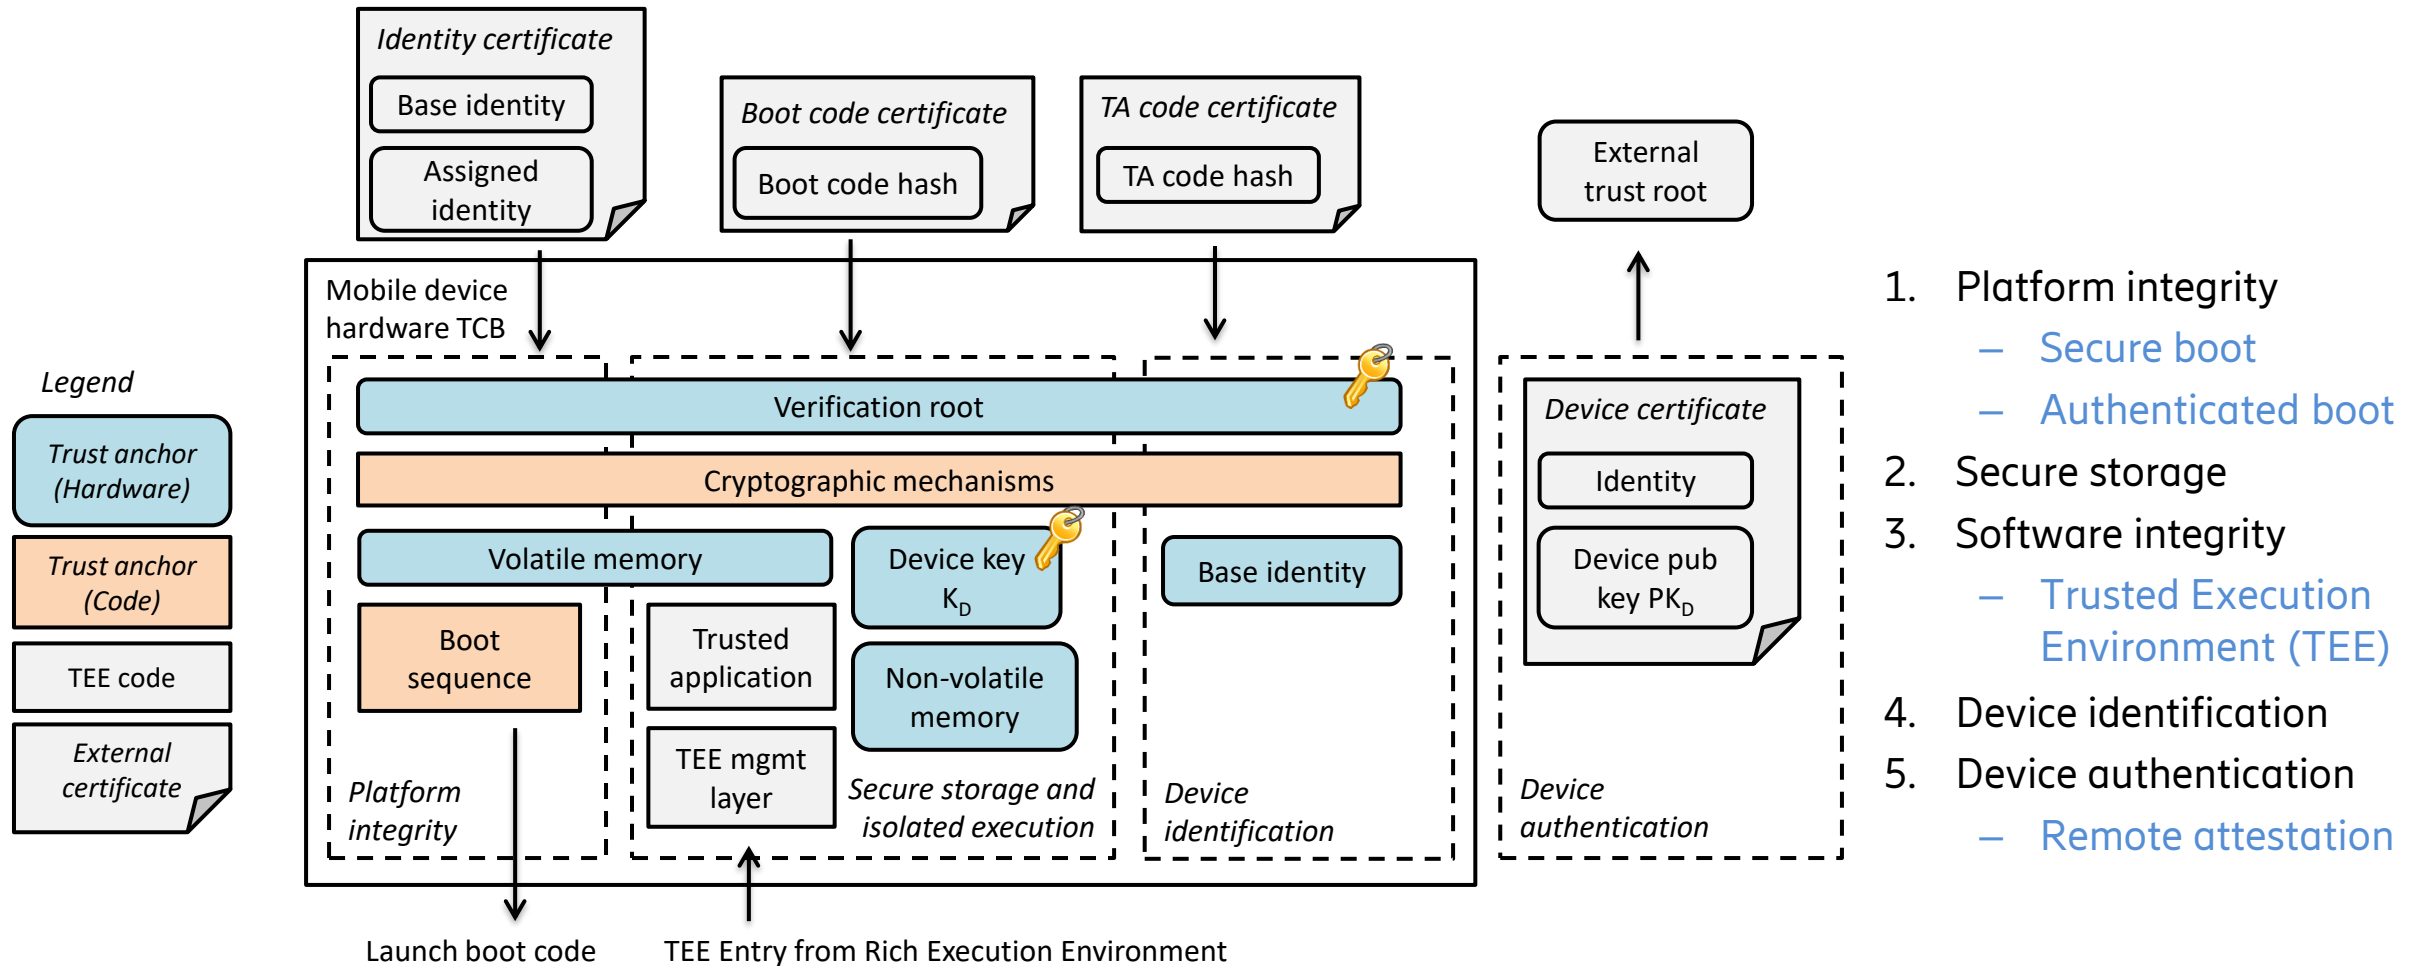 Identity certificate
Base identity
Assigned
identity
Boot code certificate
Boot code hash
TA code certificate
TA code hash
External
trust root
Mobile device
hardware TCB
Legend
Trust anchor
(Hardware)
Trust anchor
(Code)
TEE code
External
certificate
Verification root
Cryptographic mechanisms
Volatile memory
Device key
K_D
Base identity
Boot
sequence
Trusted
application
Non-volatile
memory
TEE mgmt
layer
Platform
integrity
Secure storage and
isolated execution
Device
identification
Device certificate
Identity
Device pub
key PK_D
Device
authentication
Launch boot code
TEE Entry from Rich Execution Environment
1. Platform integrity
– Secure boot
– Authenticated boot
2. Secure storage
3. Software integrity
– Trusted Execution
Environment (TEE)
4. Device identification
5. Device authentication
– Remote attestation